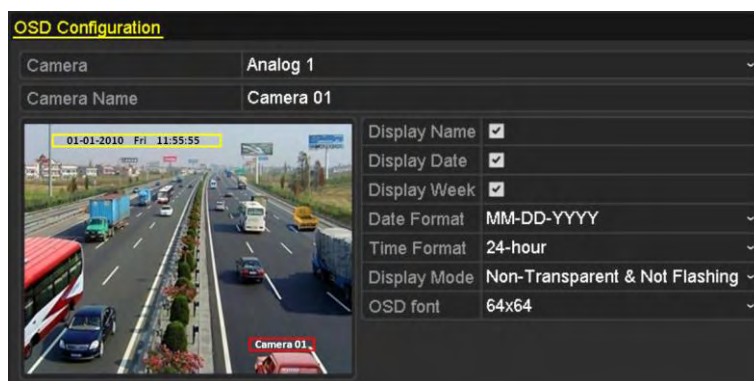 OSD Configuration
Camera Analog 1
Camera Name Camera 01
01-01-2010 Fri 11:55:55
Camera 01
Display Name
Display Date
Display Week
Date Format MM-DD-YYYY
Time Format 24-hour
Display Mode Non-Transparent & Not Flashing
OSD font 64x64